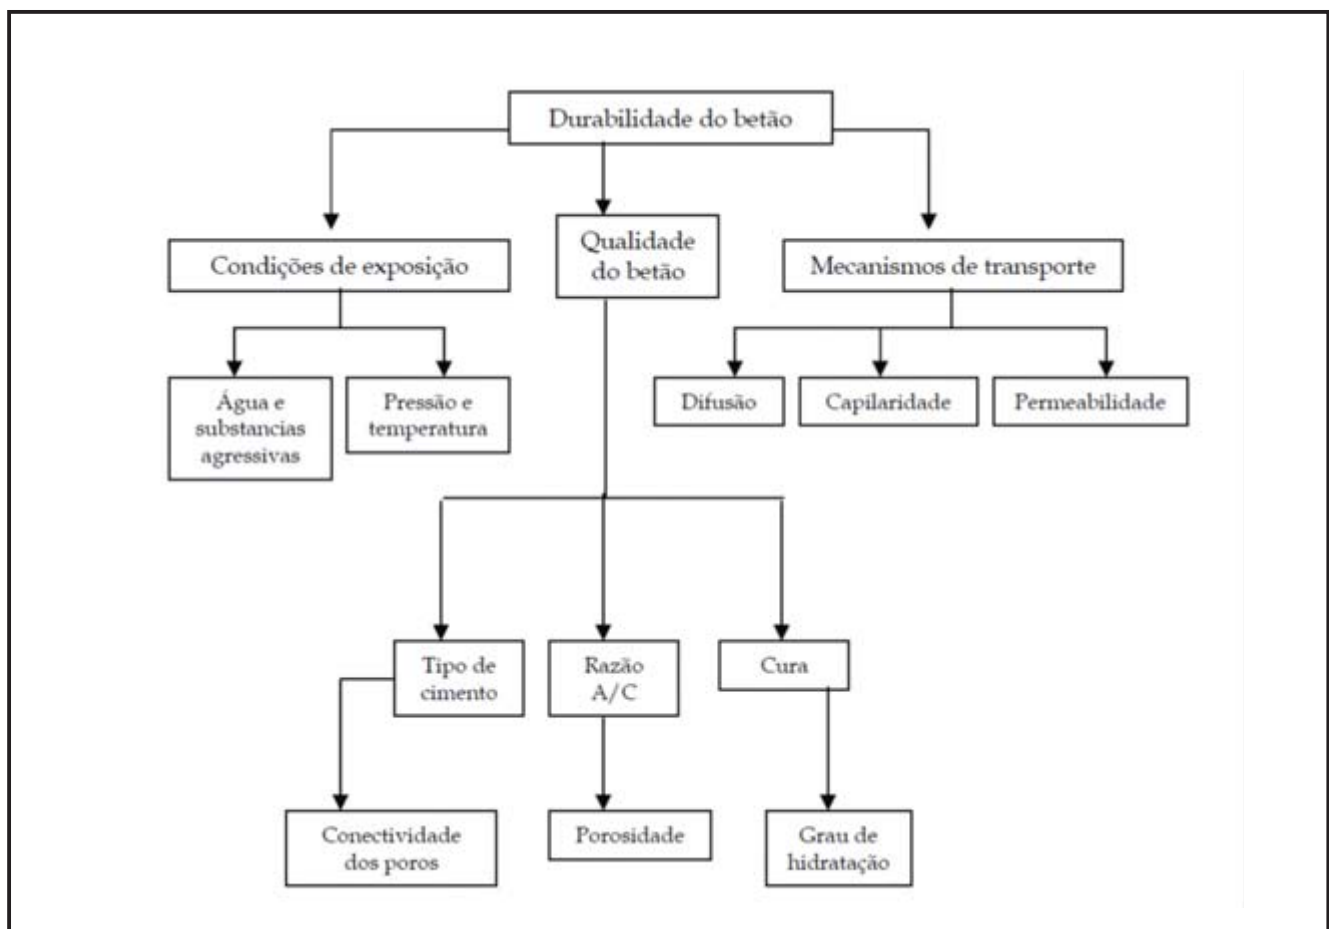 Durabilidade do betão
Condições de exposição
Qualidade
do betão
Mecanismos de transporte
Água e
substancias
agressivas
Pressão e
temperatura
Difusão
Capilaridade
Permeabilidade
Tipo de
cimento
Razão
A/C
Cura
Conectividade
dos poros
Porosidade
Grau de
hidratação